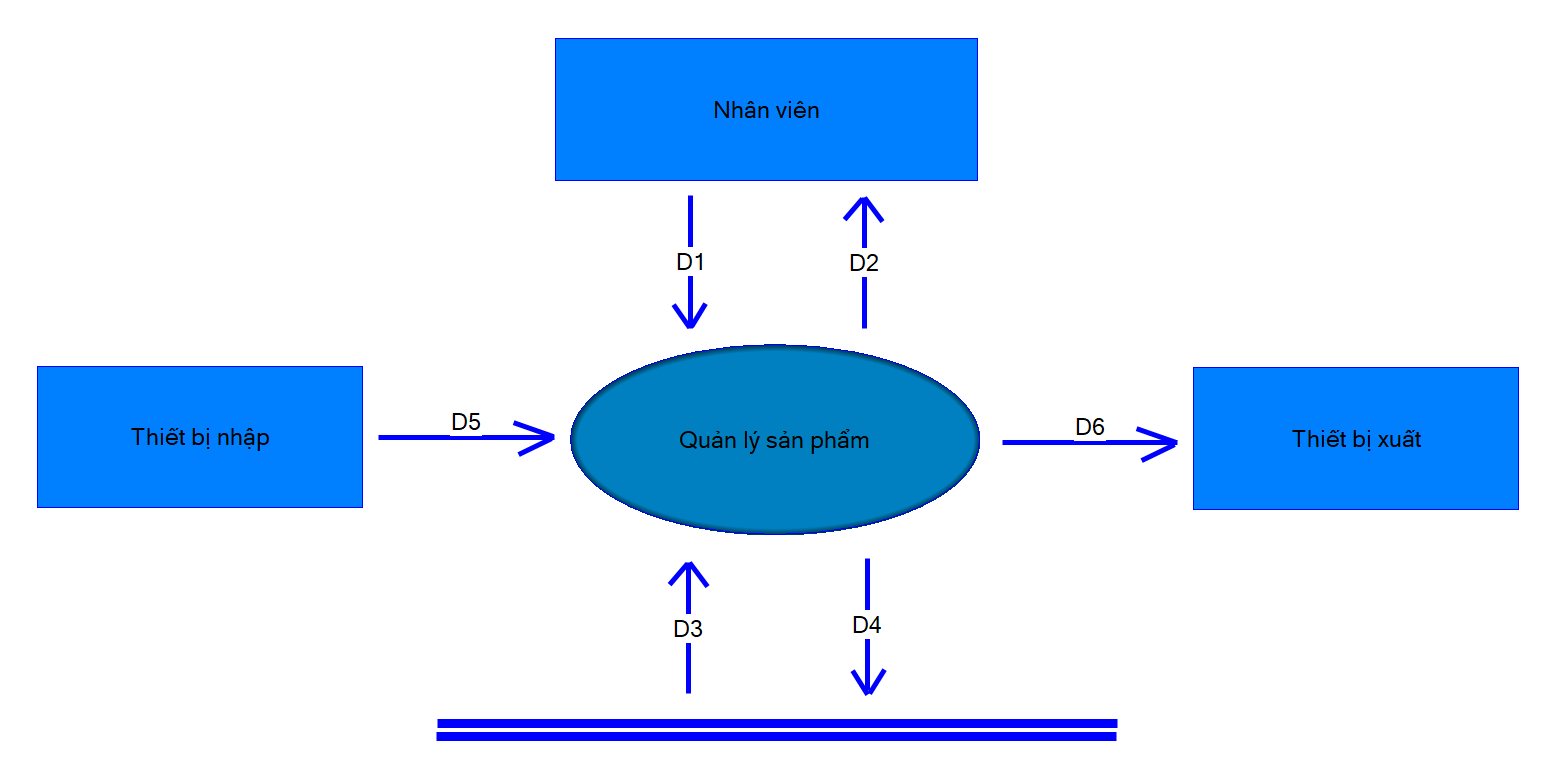 Nhân viên
D1
D2
Thiết bị nhập
D5
Quản lý sản phẩm
D6
Thiết bị xuất
D3
D4